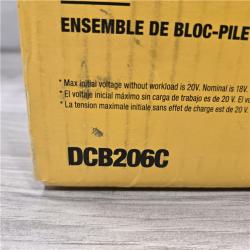 ENSEMBLE DE BLOC-PILE
* Max initial voltage without workload is 20V. Nominal is 18V.
* El voltaje inicial máximo sin carga de trabajo es de 20 V. El v
* La tension maximale initiale sans effet de charge est de 20 V.
DCB206C